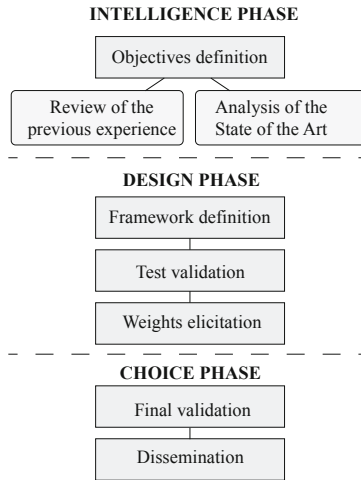 INTELLIGENCE PHASE
Objectives definition
Review of the
previous experience
Analysis of the
State of the Art
DESIGN PHASE
Framework definition
Test validation
Weights elicitation
CHOICE PHASE
Final validation
Dissemination